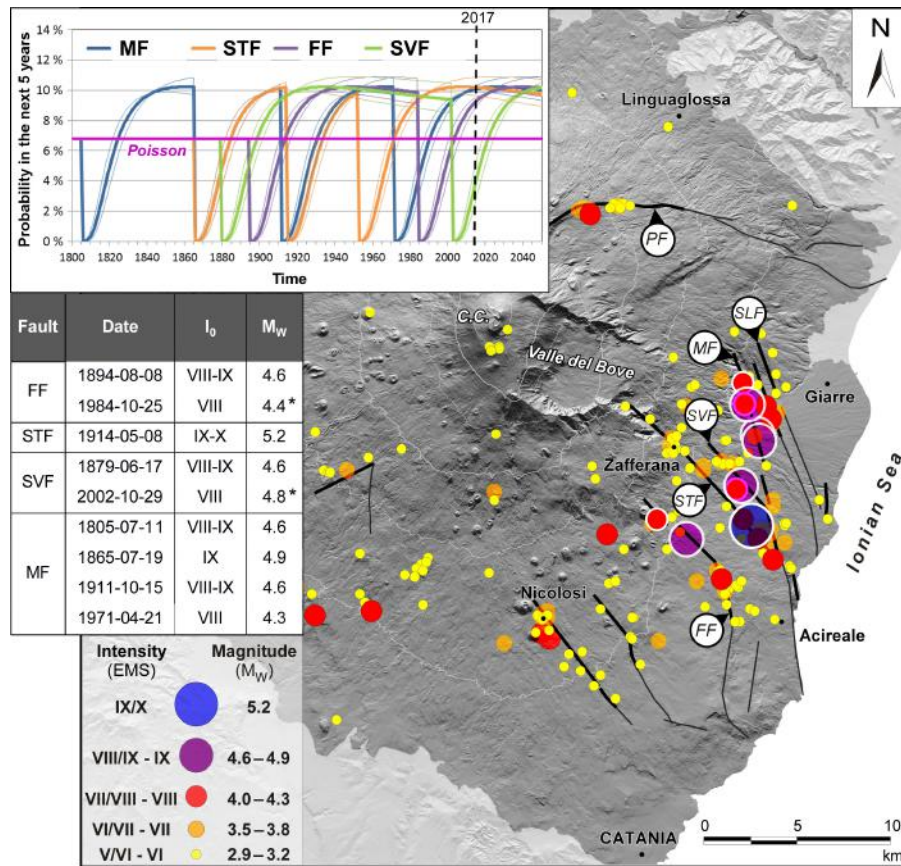 2017
14 %
12 %
10 %
8 %
6 %
4 %
2 %
0 %
Probability in the next 5 years
MF
STF
FF
SVF
Poisson
1800 1820 1840 1860 1880 1900 1920 1940 1960 1980 2000 2020 2040
Time
N
Linguaglossa
PF
C.C.
Valle del Bove
SLF
MF
Giarre
SVF
Zafferana
STF
Ionian Sea
Nicolosi
FF
Acireale
CATANIA
0 5 10
km
Fault Date I0 MW
FF
1894-08-08 VIII-IX 4.6
1984-10-25 VIII 4.4*
STF 1914-05-08 IX-X 5.2
SVF
1879-06-17 VIII-IX 4.6
2002-10-29 VIII 4.8*
MF
1805-07-11 VIII-IX 4.6
1865-07-19 IX 4.9
1911-10-15 VIII-IX 4.6
1971-04-21 VIII 4.3
Intensity Magnitude
(EMS) (MW)
IX/X 5.2
VIII/IX - IX 4.6–4.9
VII/VIII - VIII 4.0–4.3
VI/VII - VII 3.5–3.8
V/VI - VI 2.9–3.2